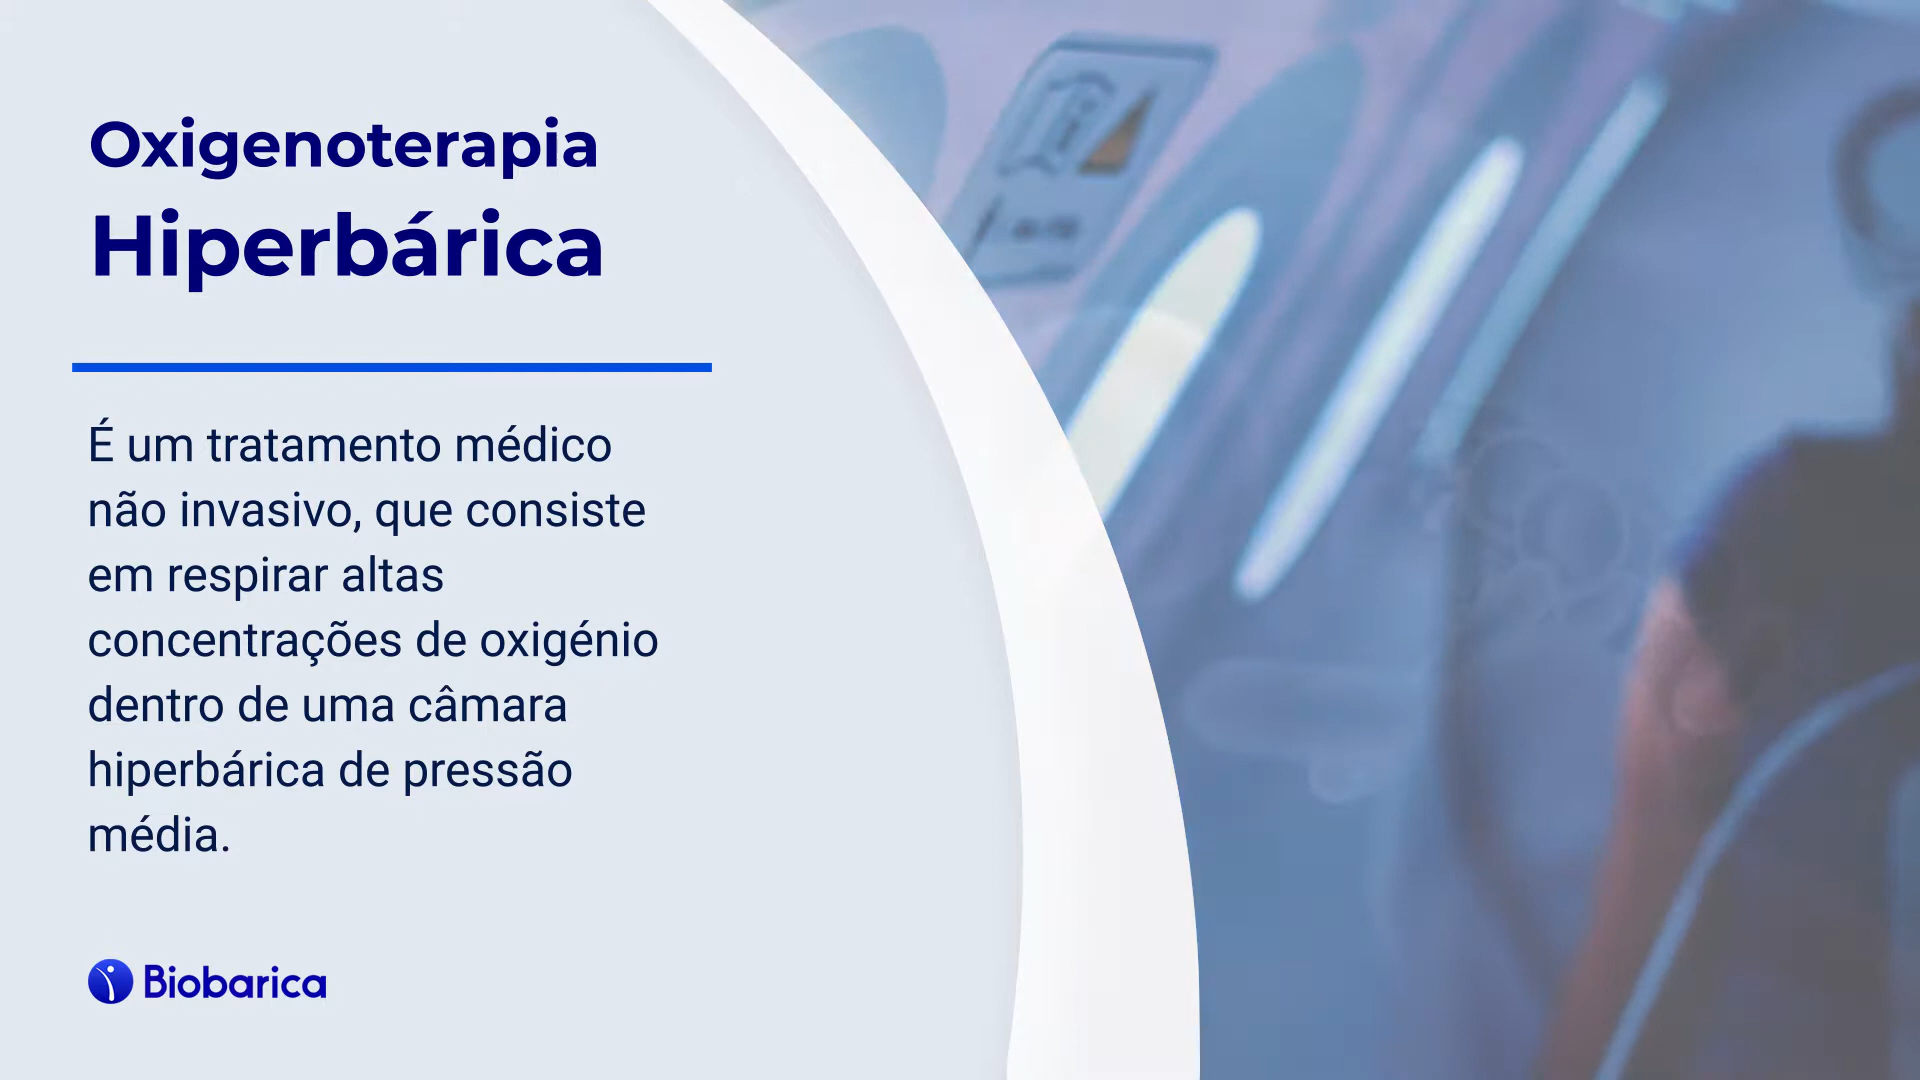 Oxigenoterapia
Hiperbárica
É um tratamento médico
não invasivo, que consiste
em respirar altas
concentrações de oxigénio
dentro de uma câmara
hiperbárica de pressão
média.
Biobarica